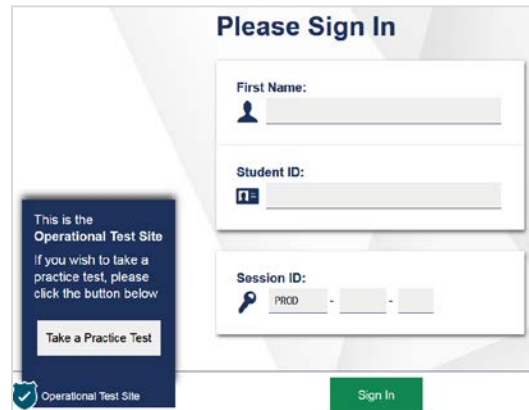 Please Sign In
First Name:
Student ID:
This is the
Operational Test Site
If you wish to take a
practice test, please
click the button below
Take a Practice Test
Session ID:
PROD - -
Operational Test Site
Sign In